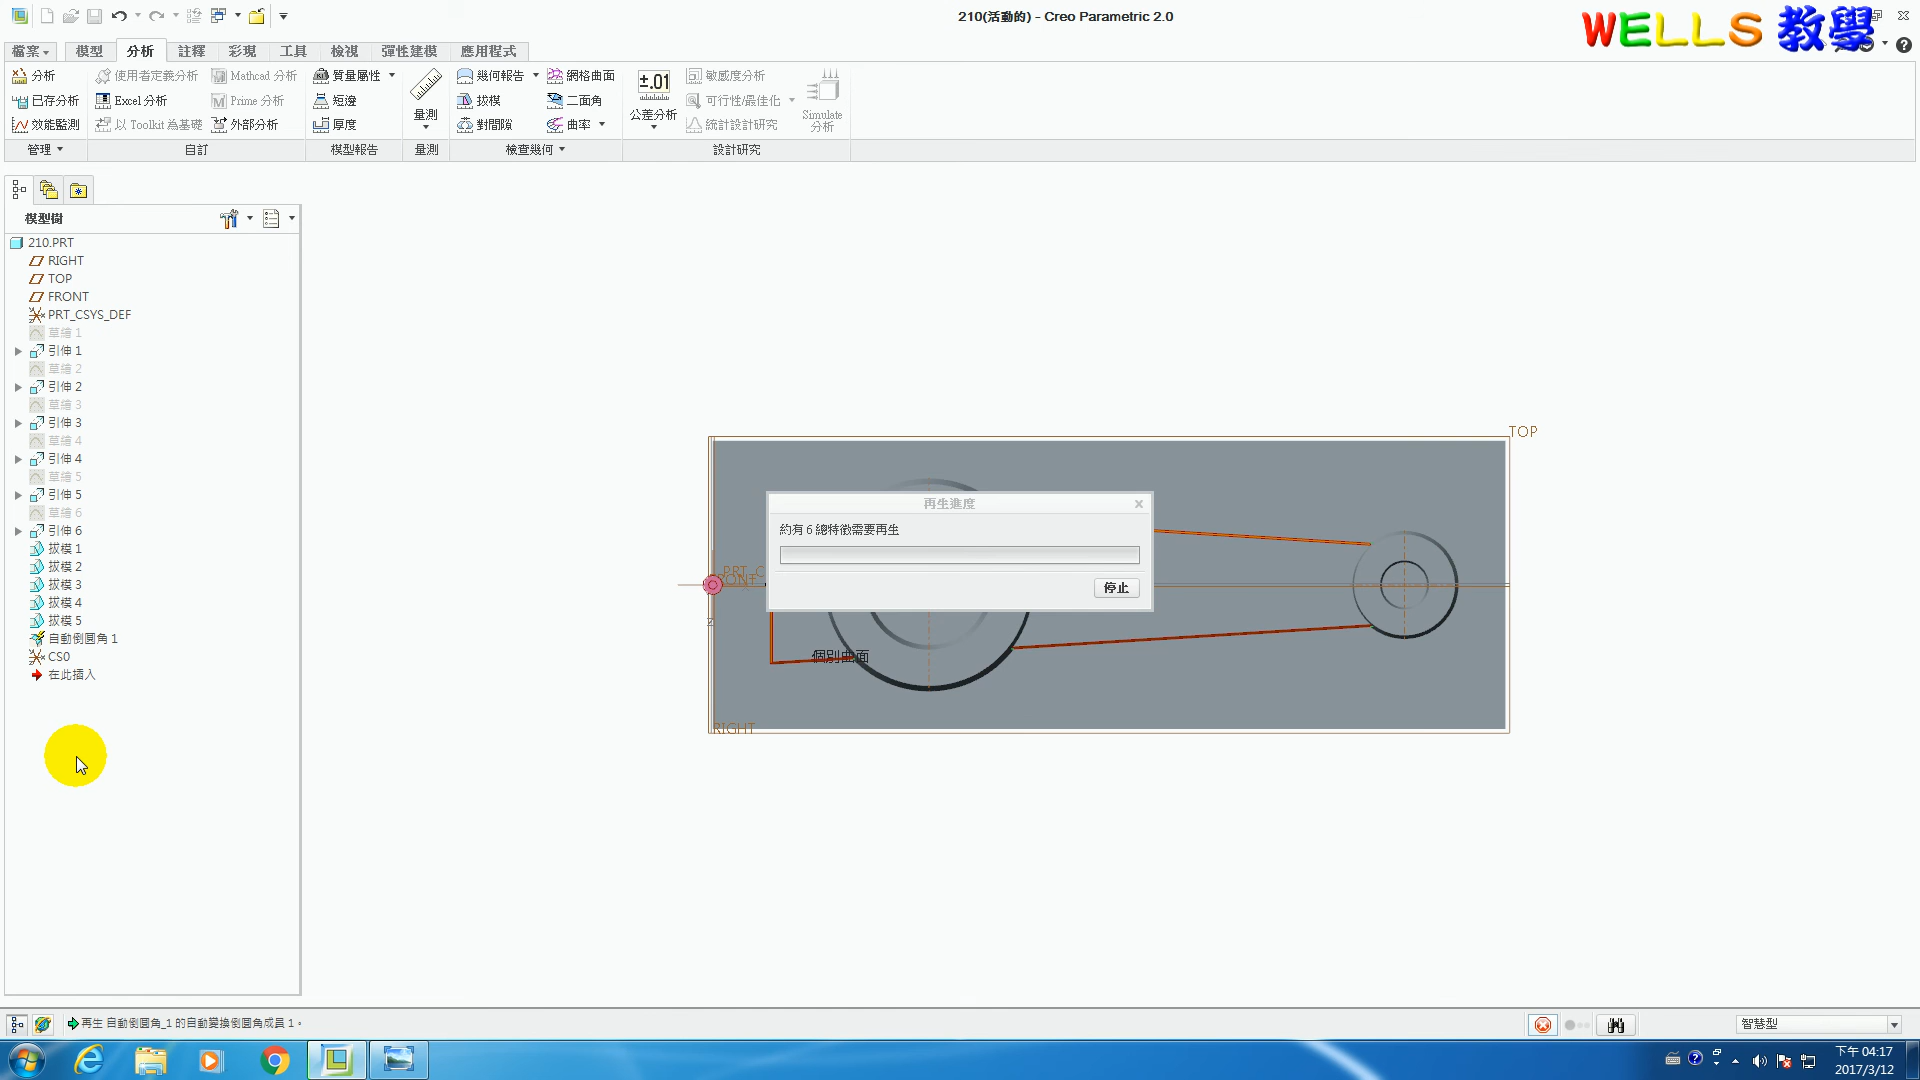 210(活動的) - Creo Parametric 2.0
WELLS 教學
檔案 模型 分析 註釋 彩現 工具 檢視 彈性建模 應用程式
分析 使用者定義分析 Mathcad 分析 質量屬性 幾何報告 網格曲面 敏感度分析
已存分析 Excel 分析 Prime 分析 短邊 拔模 二面角 可行性/最佳化
效能監測 以 Toolkit 為基礎 外部分析 厚度 對間隙 曲率 統計設計研究
量測
±.01
公差分析
Simulate
分析
管理 自訂 模型報告 量測 檢查幾何 設計研究
模型樹
210.PRT
RIGHT
TOP
FRONT
PRT_CSYS_DEF
草繪 1
引伸 1
草繪 2
引伸 2
草繪 3
引伸 3
草繪 4
引伸 4
草繪 5
引伸 5
草繪 6
引伸 6
拔模 1
拔模 2
拔模 3
拔模 4
拔模 5
自動倒圓角 1
CS0
在此插入
TOP
再生進度
約有 6 總特徵需要再生
停止
PRT_C
FRONT
個別曲面
RIGHT
再生 自動倒圓角_1 的自動變換倒圓角成員 1。
智慧型
下午 04:17
2017/3/12